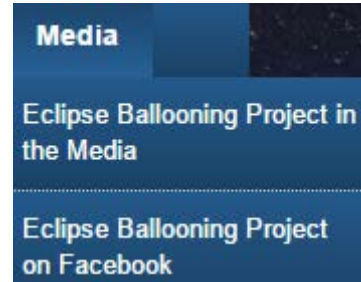 Media
Eclipse Ballooning Project in
the Media
Eclipse Ballooning Project
on Facebook